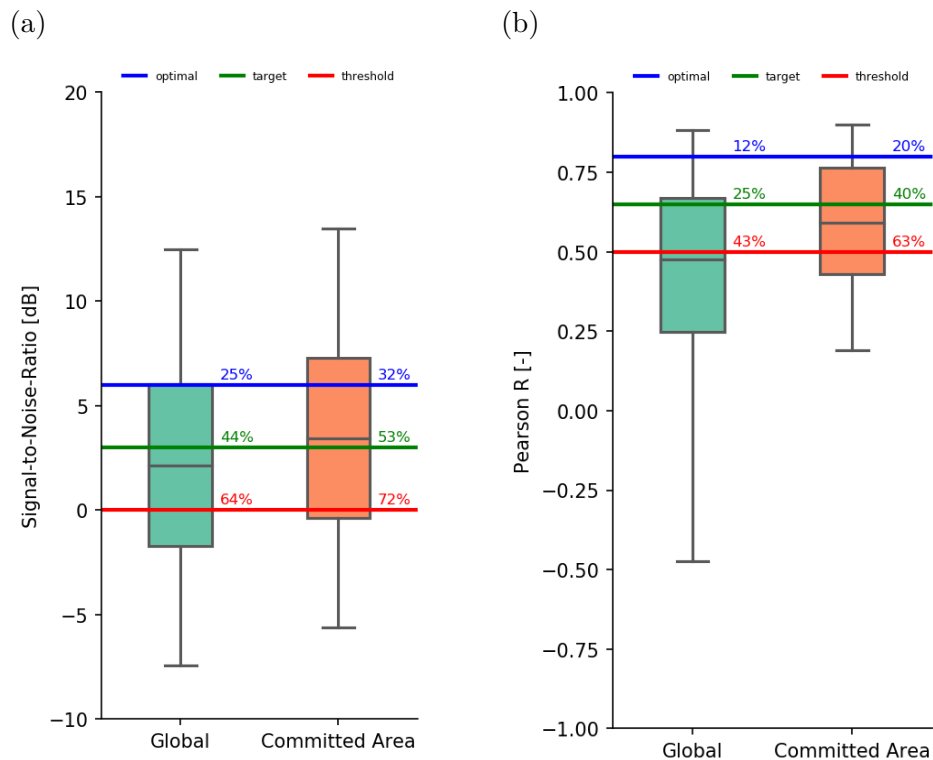 (a)
optimal target threshold
20
15
10
5
0
−5
−10
Signal-to-Noise-Ratio [dB]
25% 32%
44% 53%
64% 72%
Global Committed Area
(b)
optimal target threshold
1.00
0.75
0.50
0.25
0.00
−0.25
−0.50
−0.75
−1.00
Pearson R [-]
12% 20%
25% 40%
43% 63%
Global Committed Area